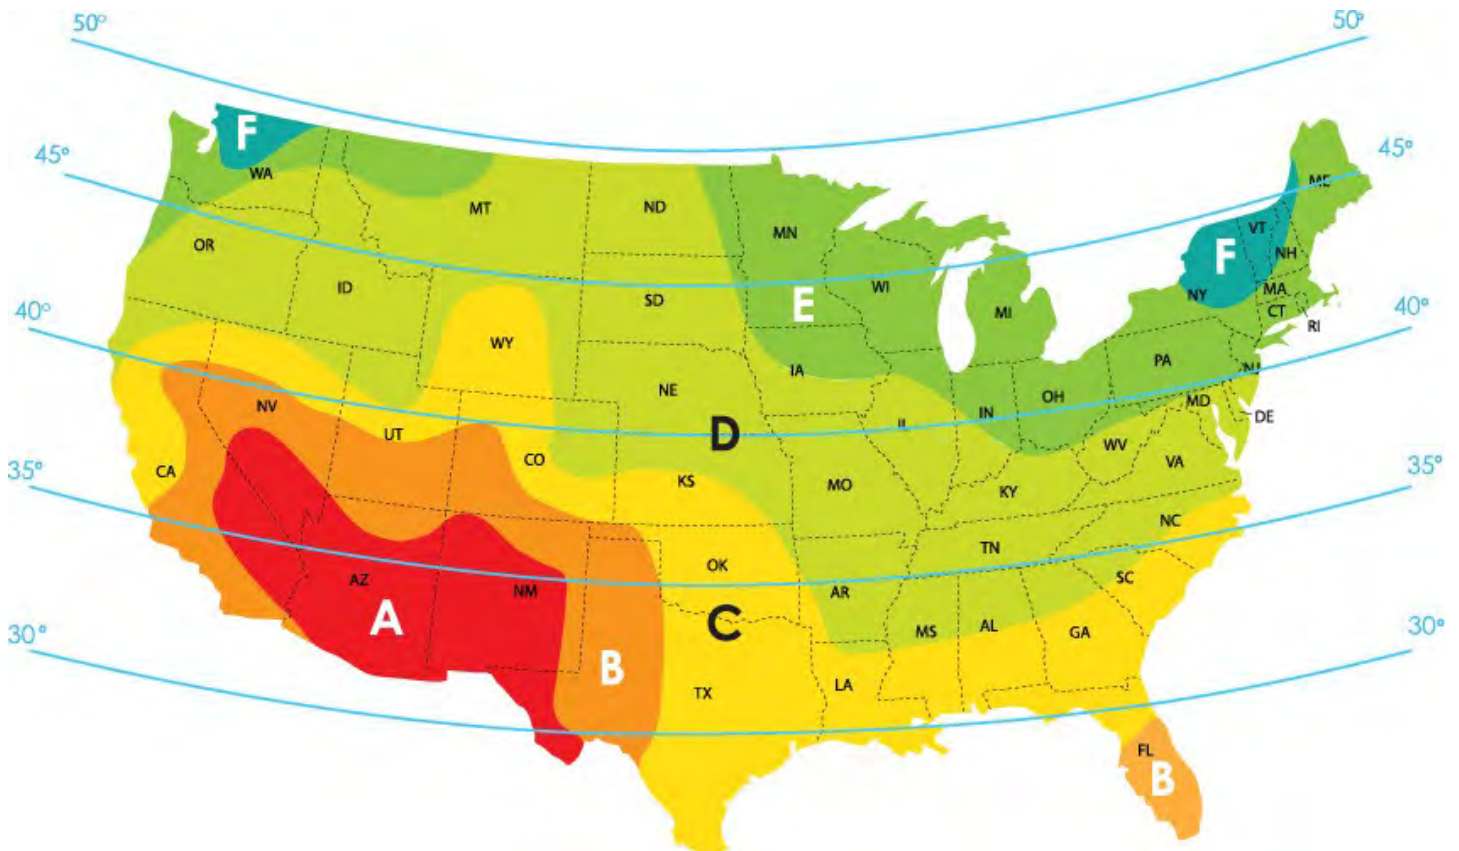 50°
50°
F
45°
45°
WA
ME
MT
ND
OR
MN
VT
F
NH
ID
WI
NY
MA
SD
E
CT
MI
RI
40°
40°
WY
IA
PA
NJ
NE
OH
MD
NV
IN
DE
IL
UT
D
WV
CO
CA
VA
35°
35°
KS
MO
KY
NC
TN
OK
AZ
NM
AR
SC
A
C
MS
AL
GA
30°
30°
B
TX
LA
FL
B